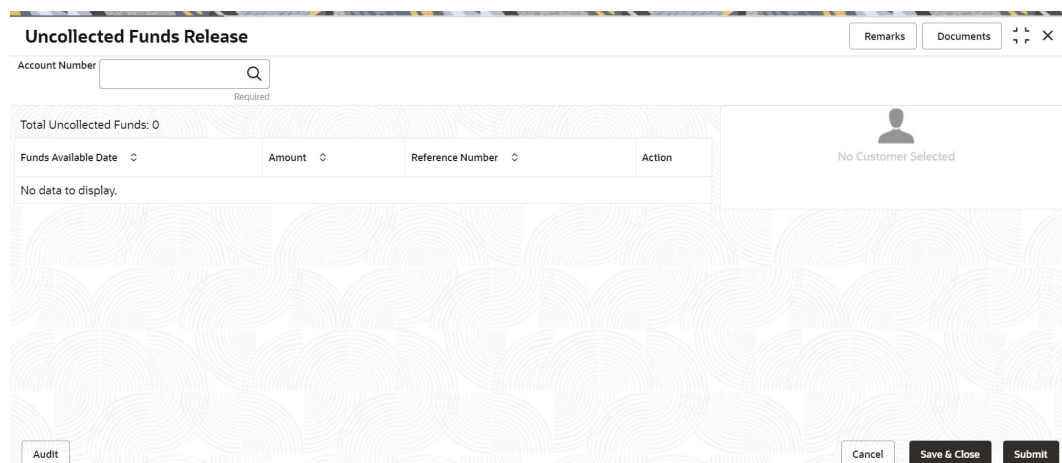 Uncollected Funds Release
Remarks
Documents
Account Number
Required
Total Uncollected Funds: 0
Funds Available Date Amount Reference Number Action
No data to display.
No Customer Selected
Audit
Cancel
Save & Close
Submit